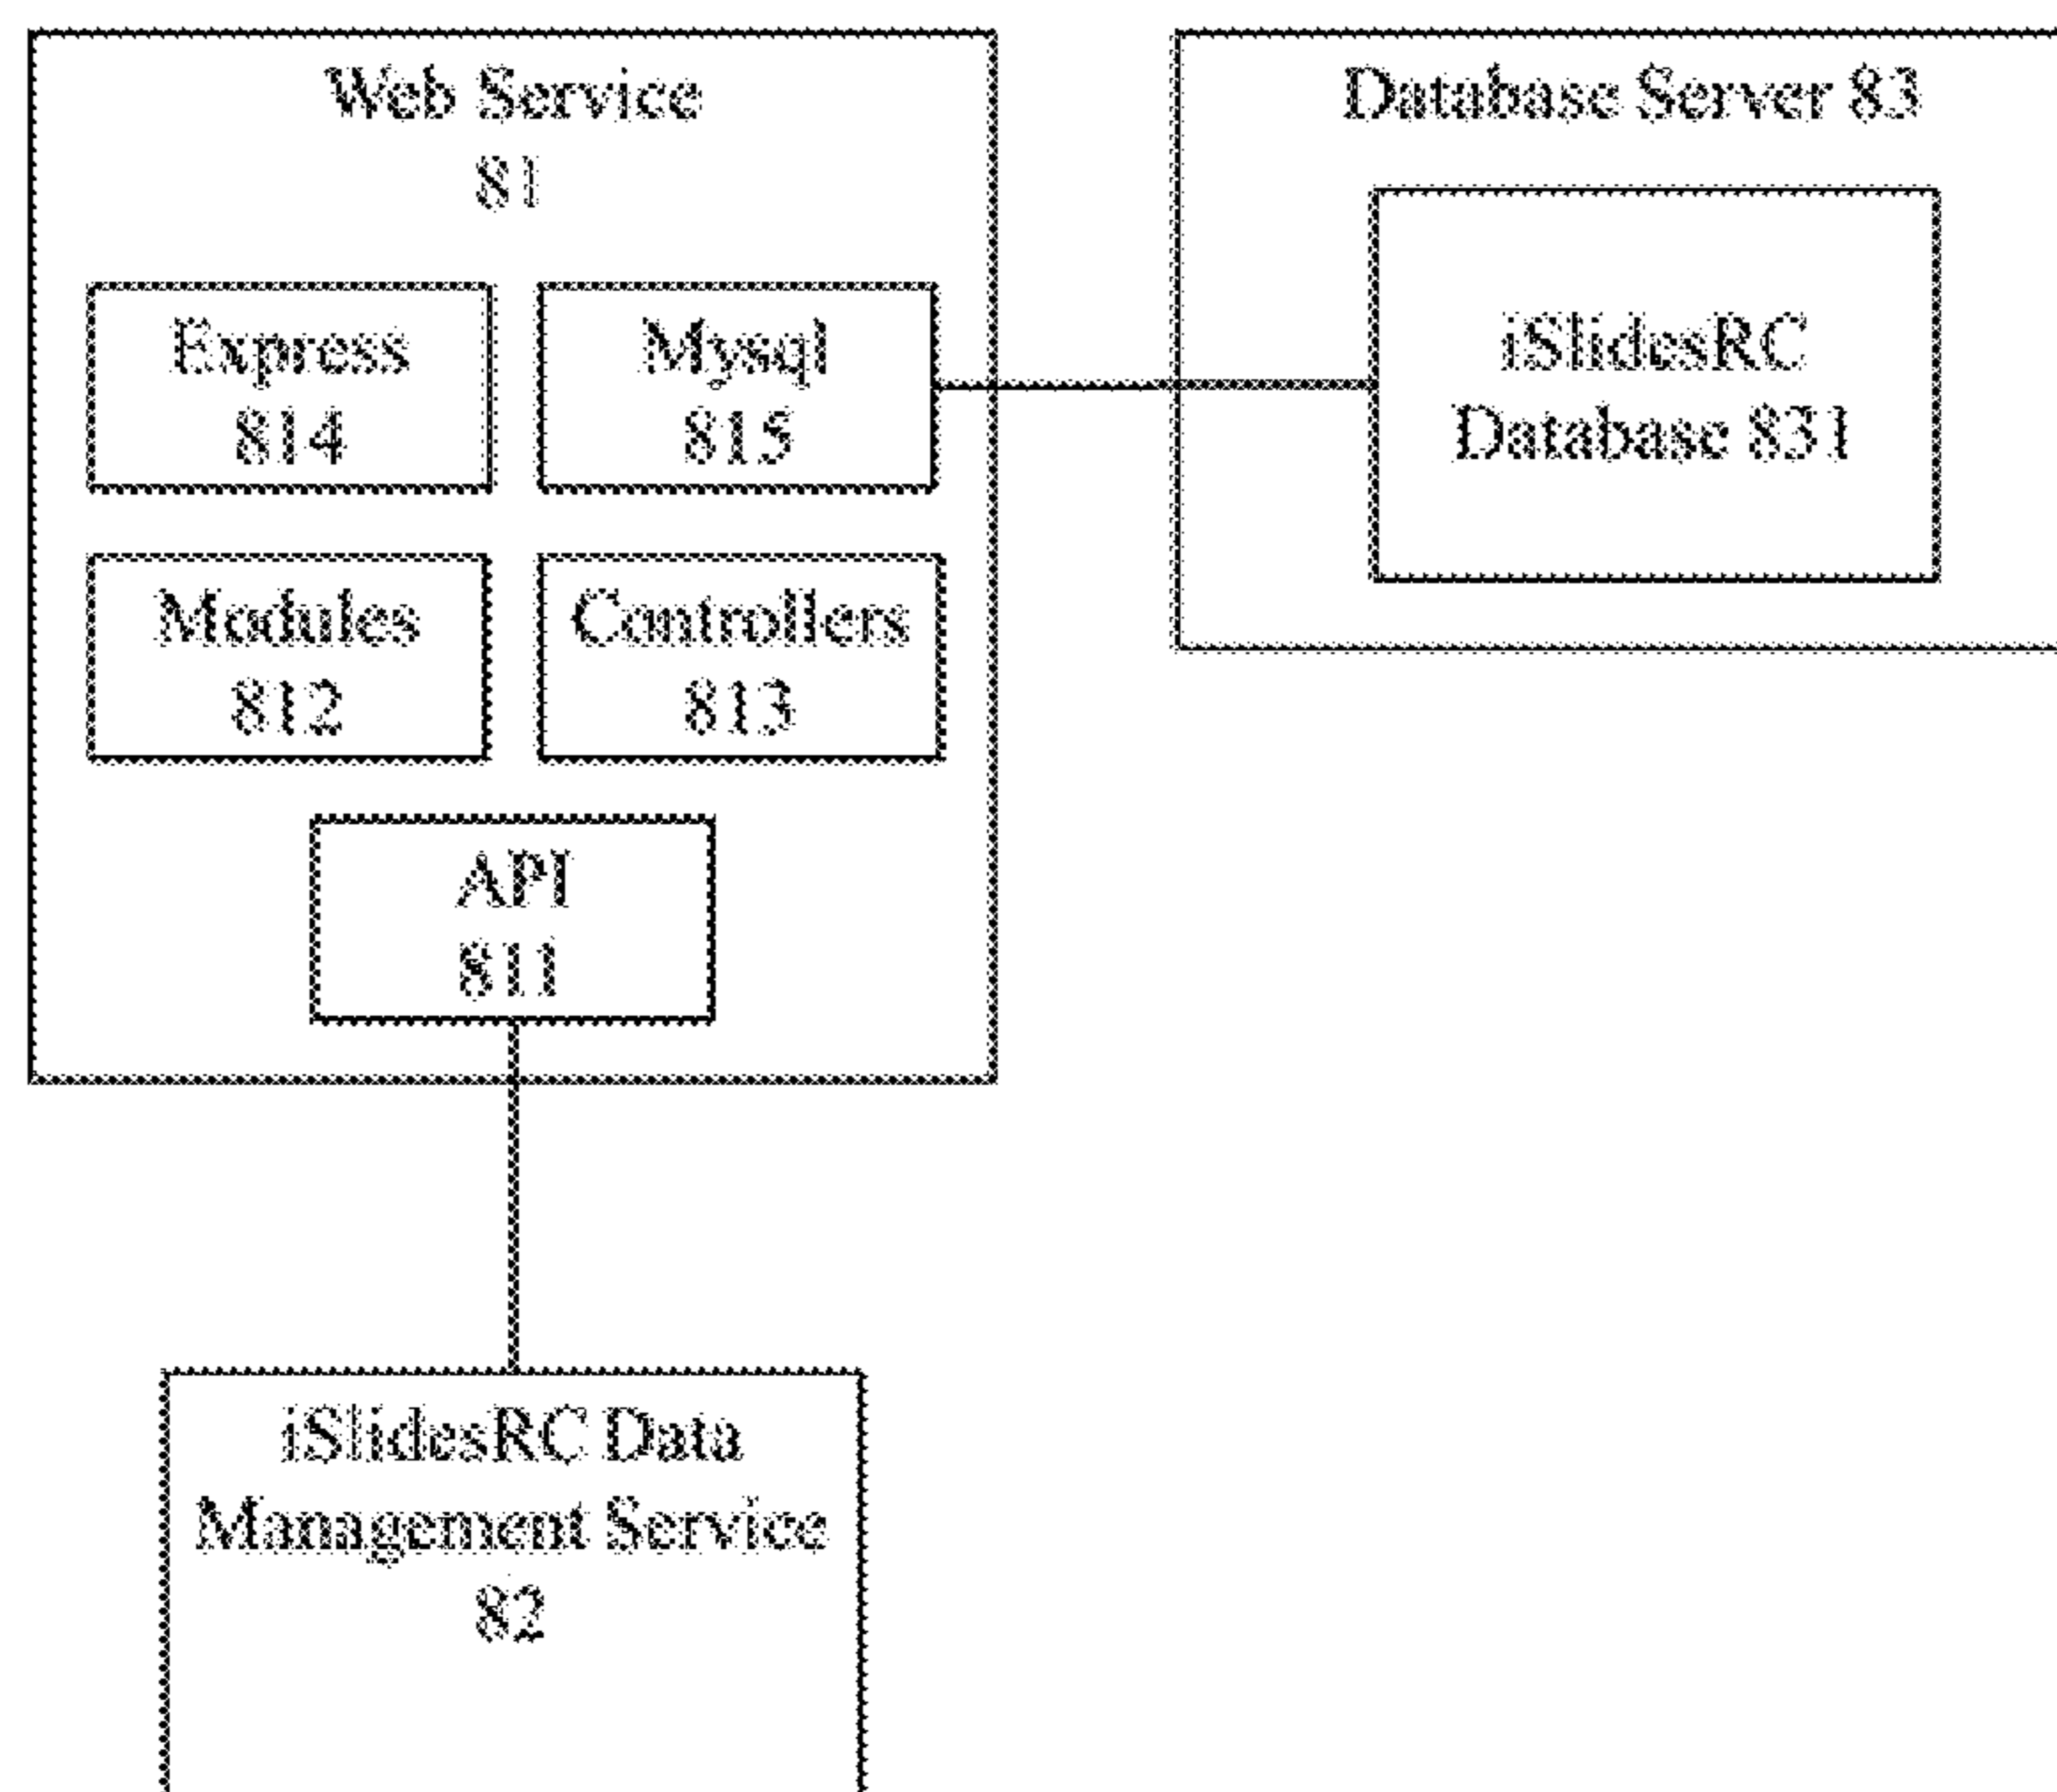 Web Service
81
Express
814
Mysql
815
Modules
812
Controllers
813
API
811
Database Server 83
iSlidesRC
Database 831
iSlidesRC Data
Management Service
82